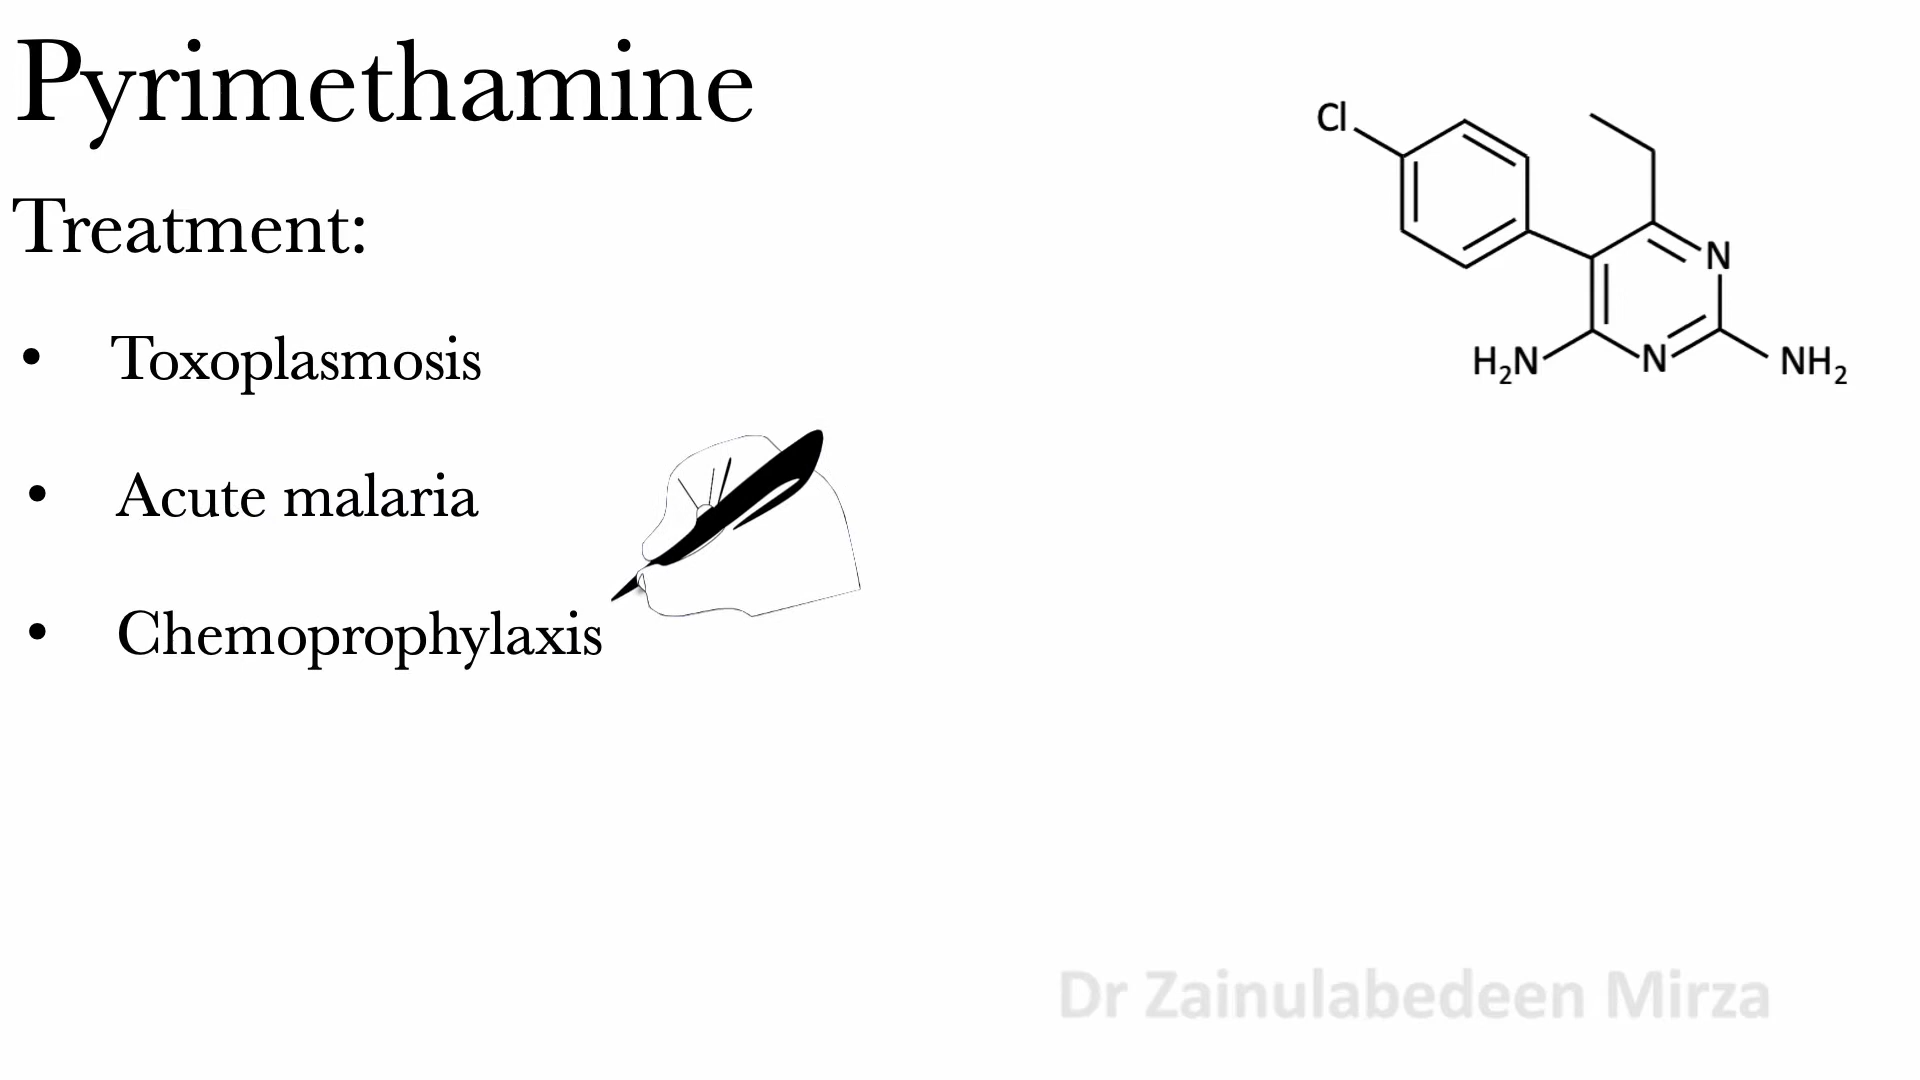 Pyrimethamine
Treatment:
• Toxoplasmosis
• Acute malaria
• Chemoprophylaxis
Cl
N
H₂N
N
NH₂
Dr Zainulabedeen Mirza